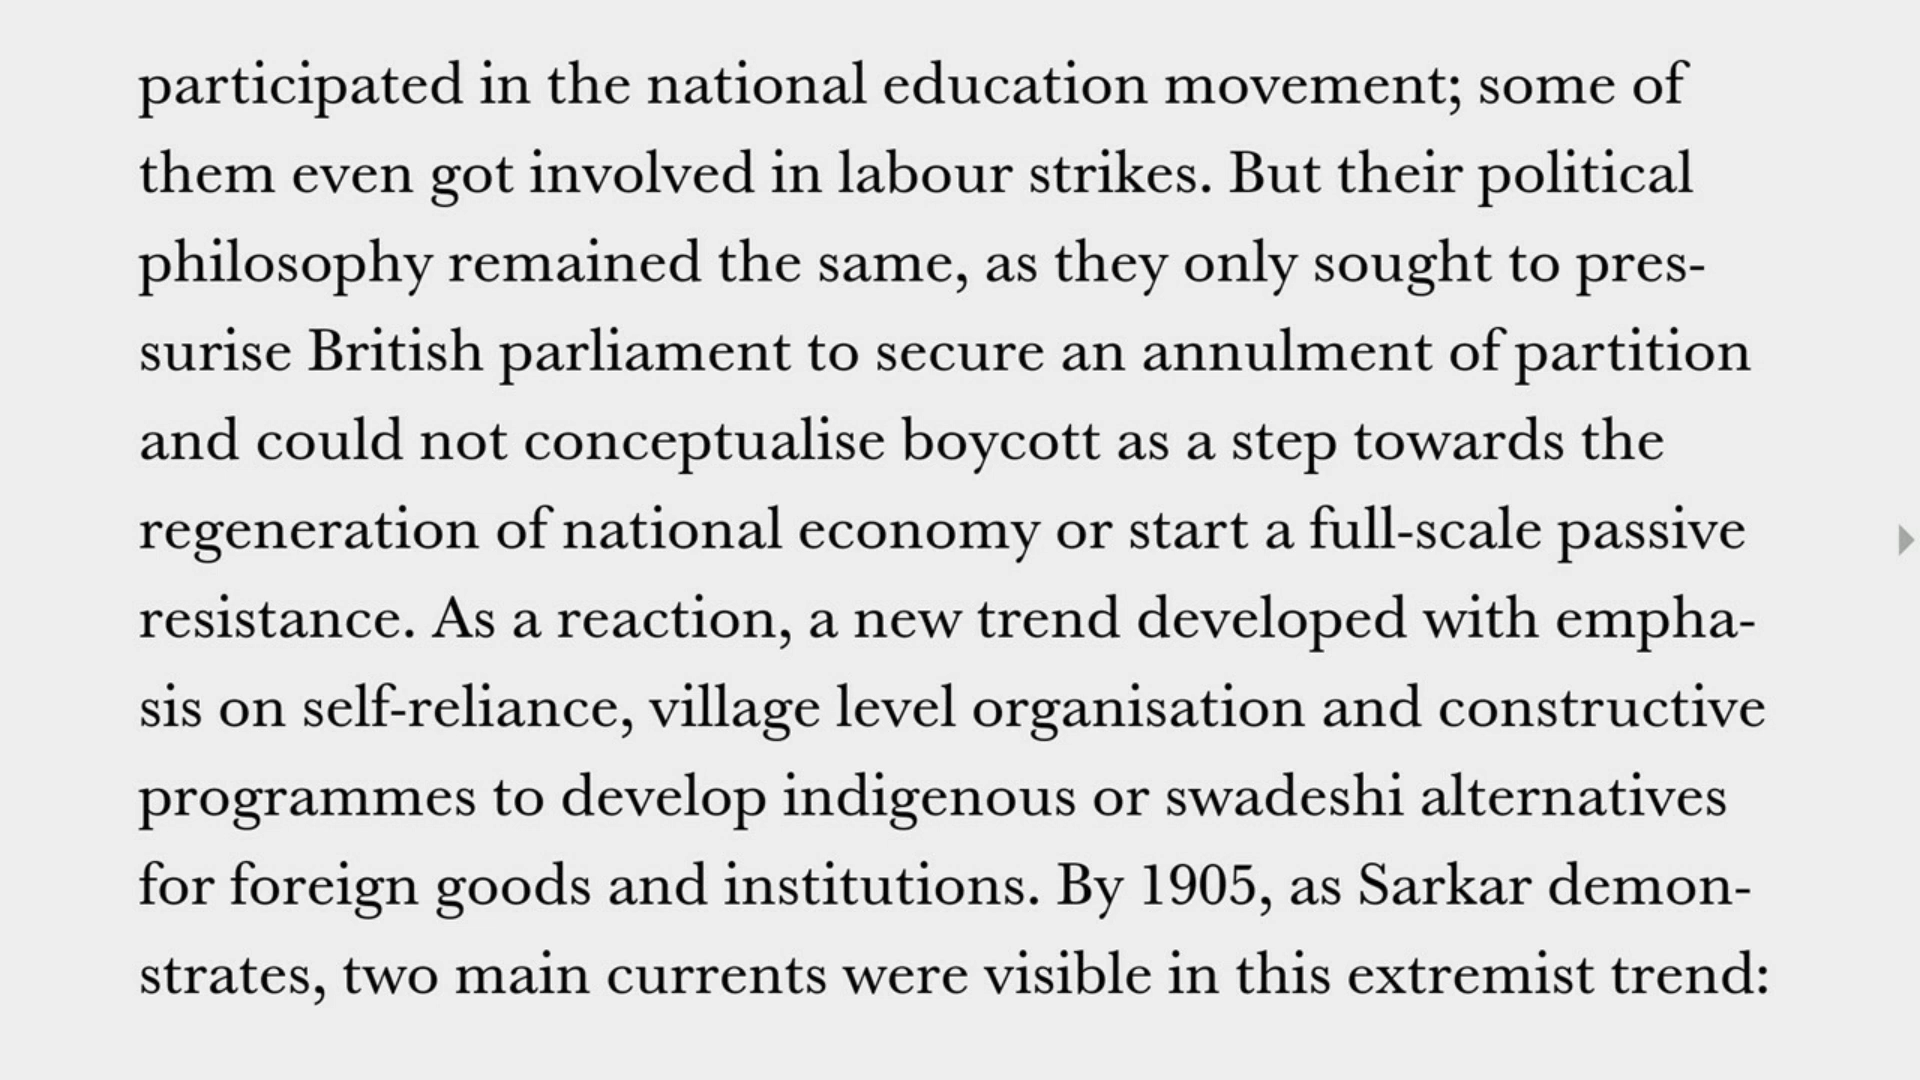 participated in the national education movement; some of
them even got involved in labour strikes. But their political
philosophy remained the same, as they only sought to pres-
surise British parliament to secure an annulment of partition
and could not conceptualise boycott as a step towards the
regeneration of national economy or start a full-scale passive
resistance. As a reaction, a new trend developed with empha-
sis on self-reliance, village level organisation and constructive
programmes to develop indigenous or swadeshi alternatives
for foreign goods and institutions. By 1905, as Sarkar demon-
strates, two main currents were visible in this extremist trend: